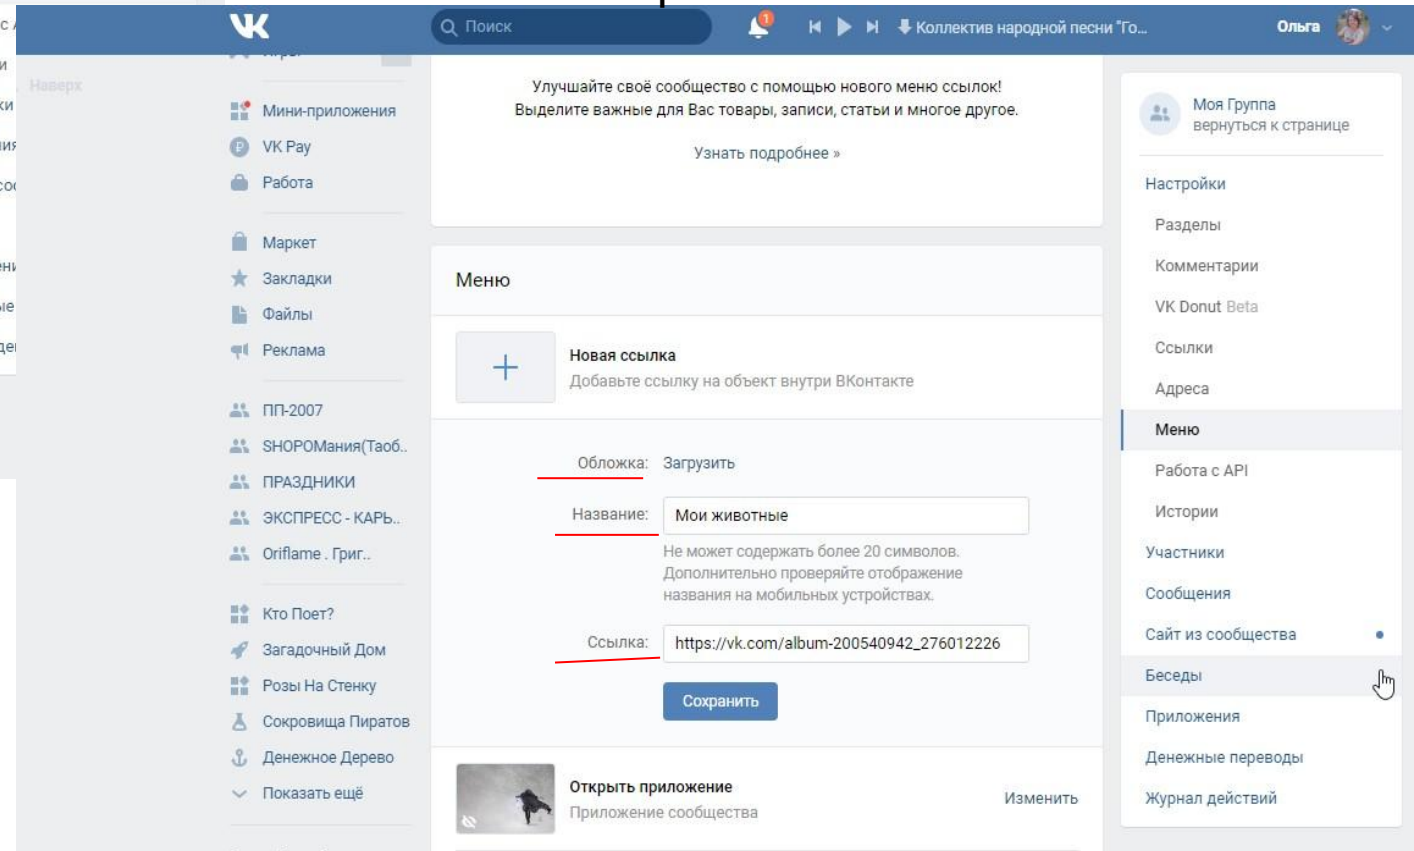 Поиск
1
Коллектив народной песни "Го...
Ольга
Наверх
Мини-приложения
VK Pay
Работа
Маркет
Закладки
Файлы
Реклама
ПП-2007
SHOPOМания(Таоб..
ПРАЗДНИКИ
ЭКСПРЕСС - КАРЬ..
Oriflame . Григ..
Кто Поет?
Загадочный Дом
Розы На Стенку
Сокровища Пиратов
Денежное Дерево
Показать ещё
Улучшайте своё сообщество с помощью нового меню ссылок!
Выделите важные для Вас товары, записи, статьи и многое другое.
Узнать подробнее »
Меню
Новая ссылка
Добавьте ссылку на объект внутри ВКонтакте
Обложка: Загрузить
Название: Мои животные
Не может содержать более 20 символов.
Дополнительно проверяйте отображение
названия на мобильных устройствах.
Ссылка: https://vk.com/album-200540942_276012226
Сохранить
Открыть приложение
Приложение сообщества
Изменить
Моя Группа
вернуться к странице
Настройки
Разделы
Комментарии
VK Donut Beta
Ссылки
Адреса
Меню
Работа с API
Истории
Участники
Сообщения
Сайт из сообщества
Беседы
Приложения
Денежные переводы
Журнал действий